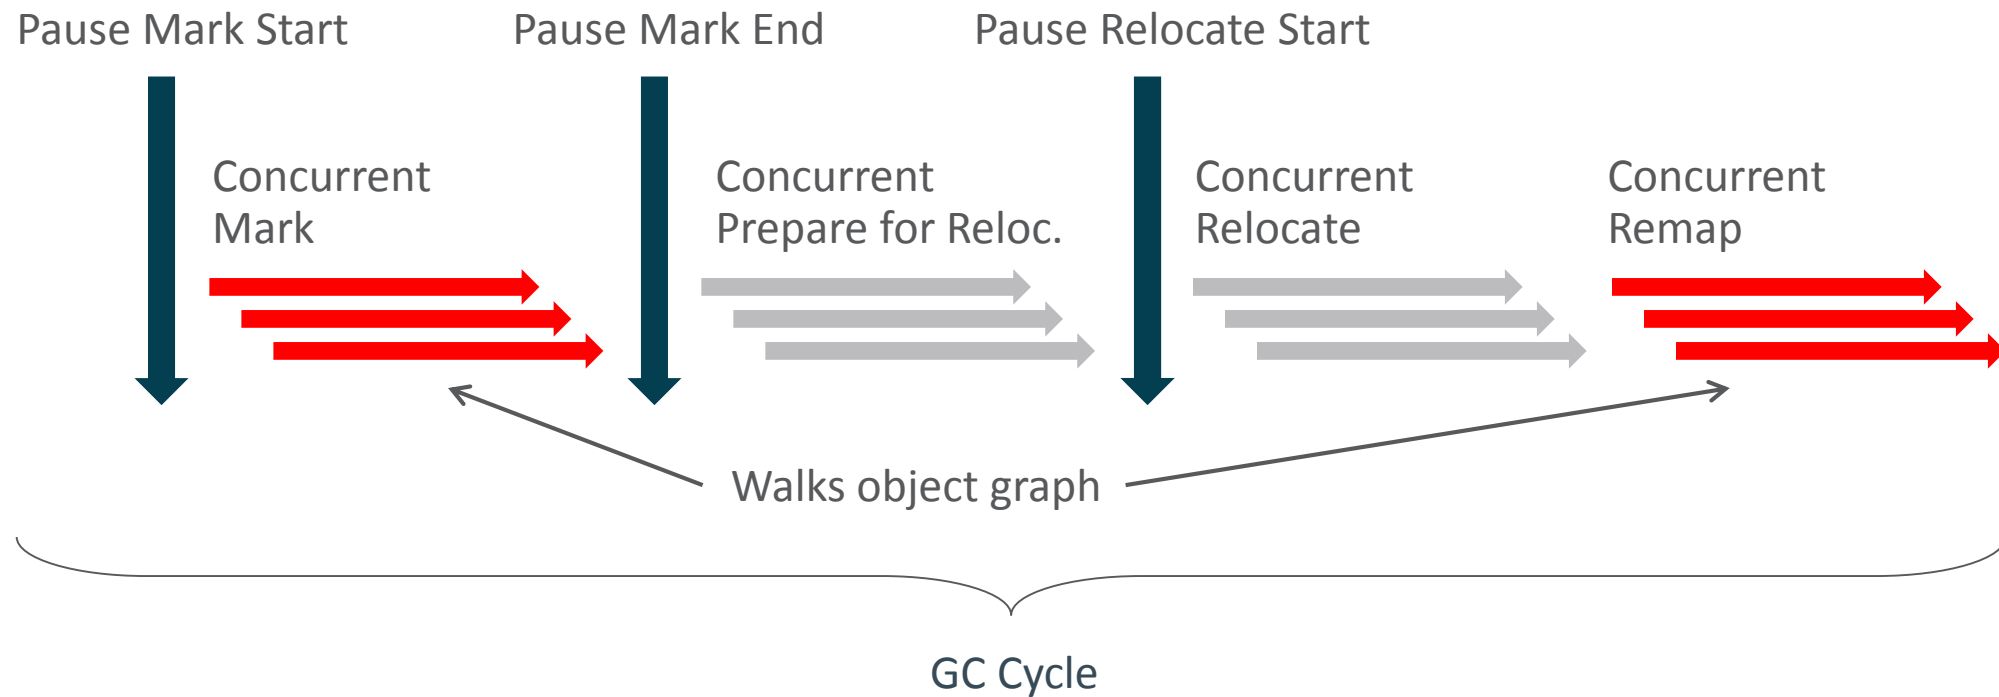 Pause Mark Start
Pause Mark End
Pause Relocate Start
Concurrent
Mark
Concurrent
Prepare for Reloc.
Concurrent
Relocate
Concurrent
Remap
Walks object graph
GC Cycle